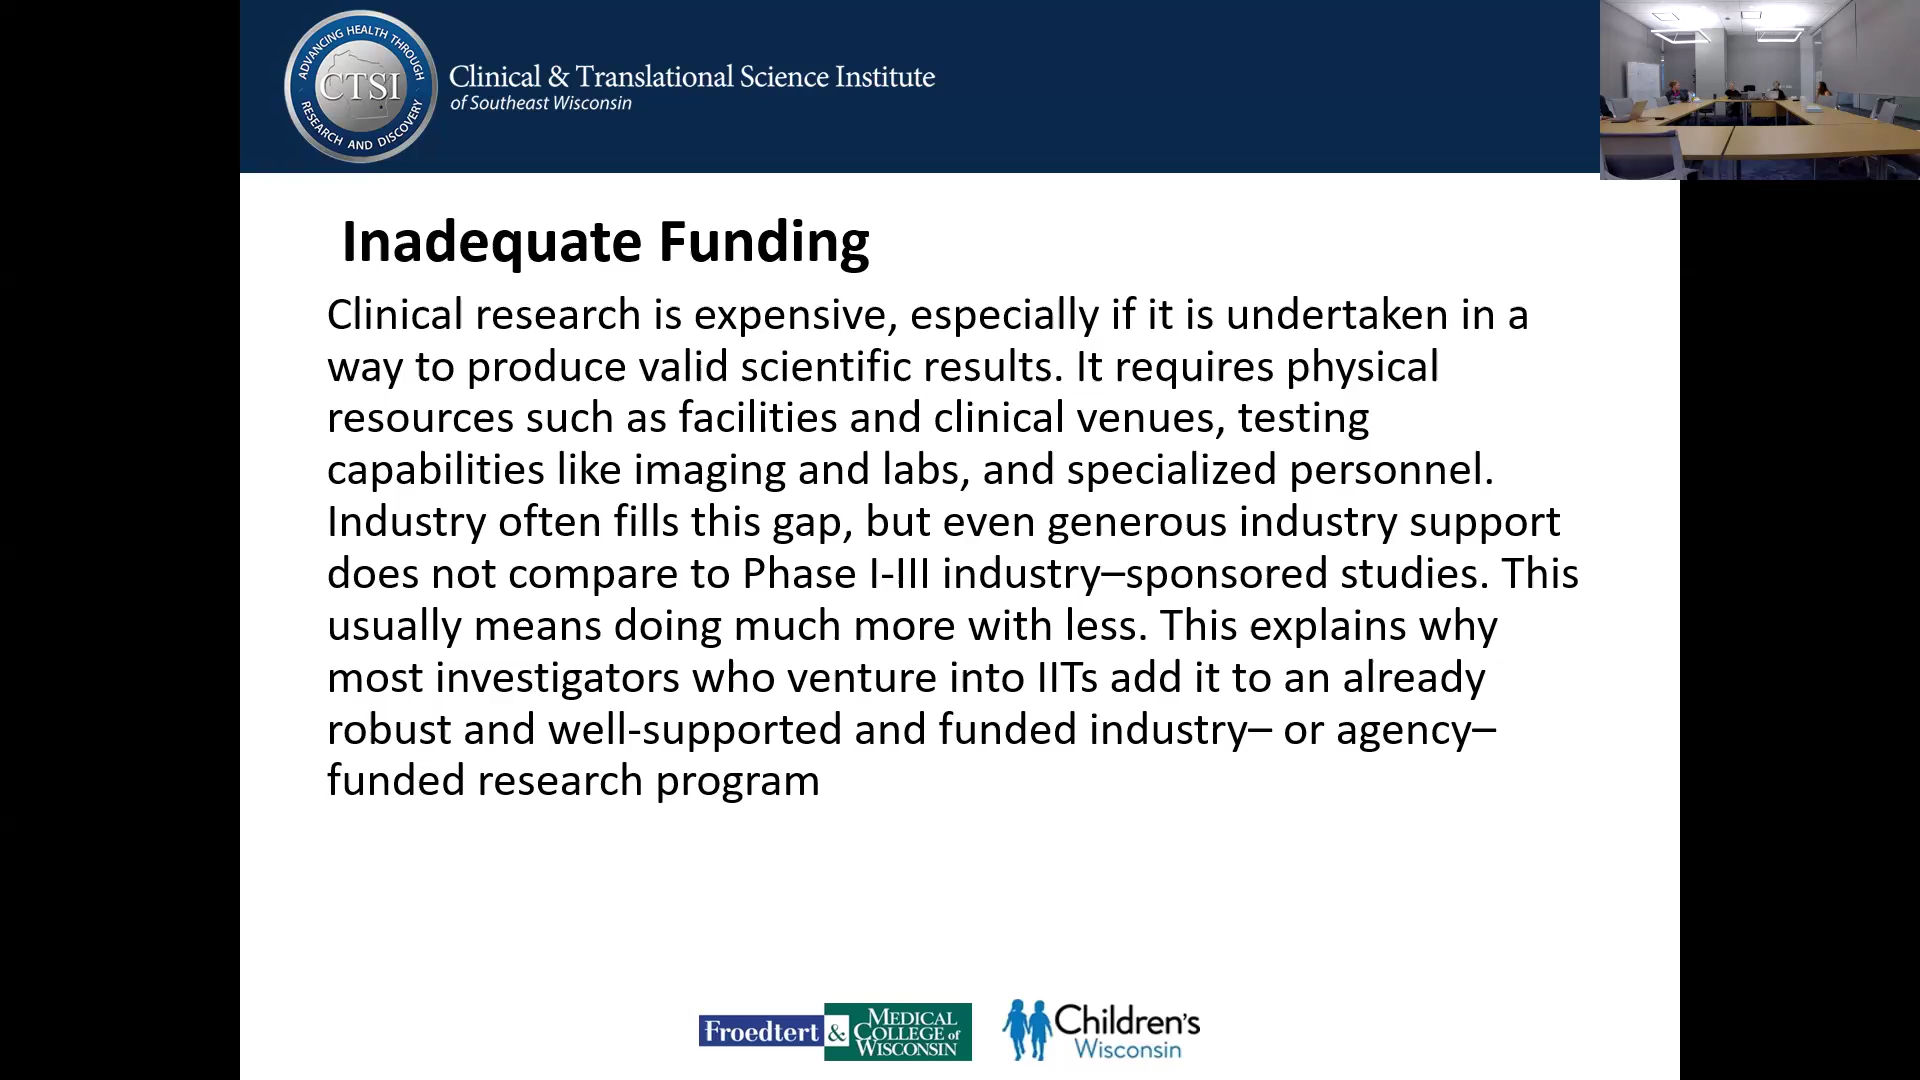 ADVANCING HEALTH THROUGH
CTSI
RESEARCH AND DISCOVERY
Clinical & Translational Science Institute
of Southeast Wisconsin
Inadequate Funding
Clinical research is expensive, especially if it is undertaken in a
way to produce valid scientific results. It requires physical
resources such as facilities and clinical venues, testing
capabilities like imaging and labs, and specialized personnel.
Industry often fills this gap, but even generous industry support
does not compare to Phase I-III industry–sponsored studies. This
usually means doing much more with less. This explains why
most investigators who venture into IITs add it to an already
robust and well-supported and funded industry– or agency–
funded research program
Froedtert & MEDICAL
COLLEGE of
WISCONSIN
Children's
Wisconsin